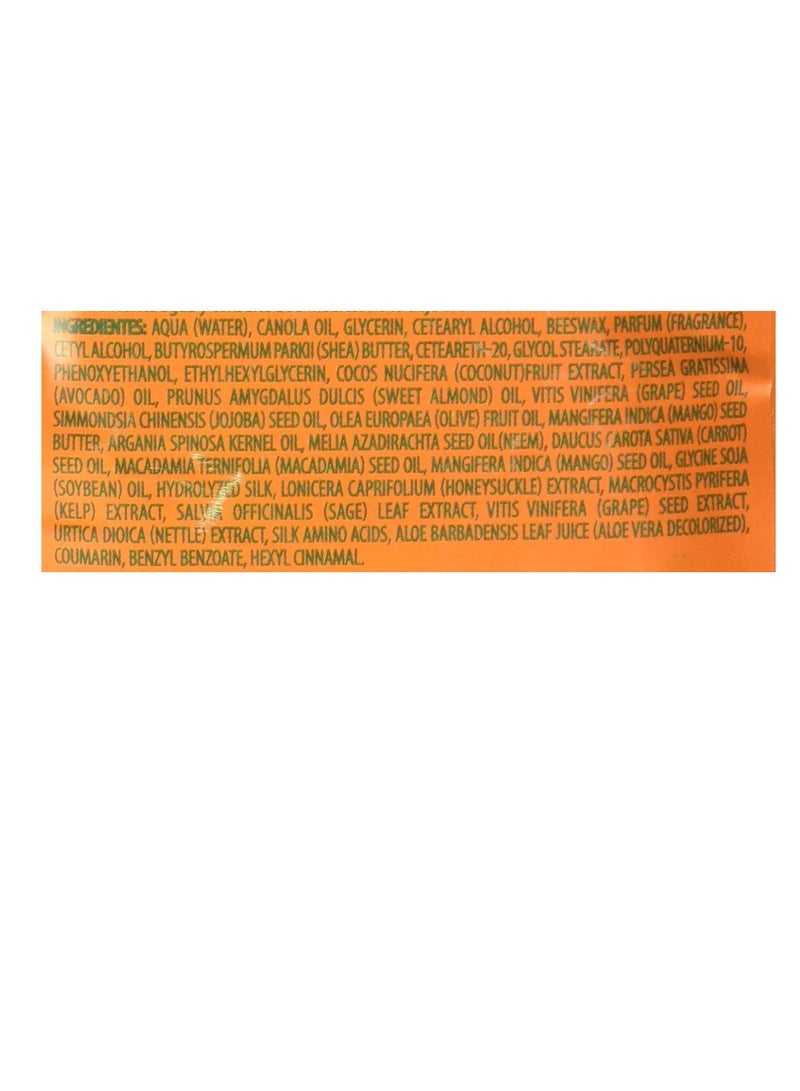 INGREDIENTES: AQUA (WATER), CANOLA OIL, GLYCERIN, CETEARYL ALCOHOL, BEESWAX, PARFUM (FRAGRANCE),
CETYL ALCOHOL, BUTYROSPERMUM PARKII (SHEA) BUTTER, CETEARETH-20, GLYCOL STEARATE, POLYQUATERNIUM-10,
PHENOXYETHANOL, ETHYLHEXYLGLYCERIN, COCOS NUCIFERA (COCONUT)FRUIT EXTRACT, PERSEA GRATISSIMA
(AVOCADO) OIL, PRUNUS AMYGDALUS DULCIS (SWEET ALMOND) OIL, VITIS VINIFERA (GRAPE) SEED OIL,
SIMMONDSIA CHINENSIS (JOJOBA) SEED OIL, OLEA EUROPAEA (OLIVE) FRUIT OIL, MANGIFERA INDICA (MANGO) SEED
BUTTER, ARGANIA SPINOSA KERNEL OIL, MELIA AZADIRACHTA SEED OIL(NEEM), DAUCUS CAROTA SATIVA (CARROT)
SEED OIL, MACADAMIA TERNIFOLIA (MACADAMIA) SEED OIL, MANGIFERA INDICA (MANGO) SEED OIL, GLYCINE SOJA
(SOYBEAN) OIL, HYDROLYZED SILK, LONICERA CAPRIFOLIUM (HONEYSUCKLE) EXTRACT, MACROCYSTIS PYRIFERA
(KELP) EXTRACT, SALVIA OFFICINALIS (SAGE) LEAF EXTRACT, VITIS VINIFERA (GRAPE) SEED EXTRACT,
URTICA DIOICA (NETTLE) EXTRACT, SILK AMINO ACIDS, ALOE BARBADENSIS LEAF JUICE (ALOE VERA DECOLORIZED),
COUMARIN, BENZYL BENZOATE, HEXYL CINNAMAL.